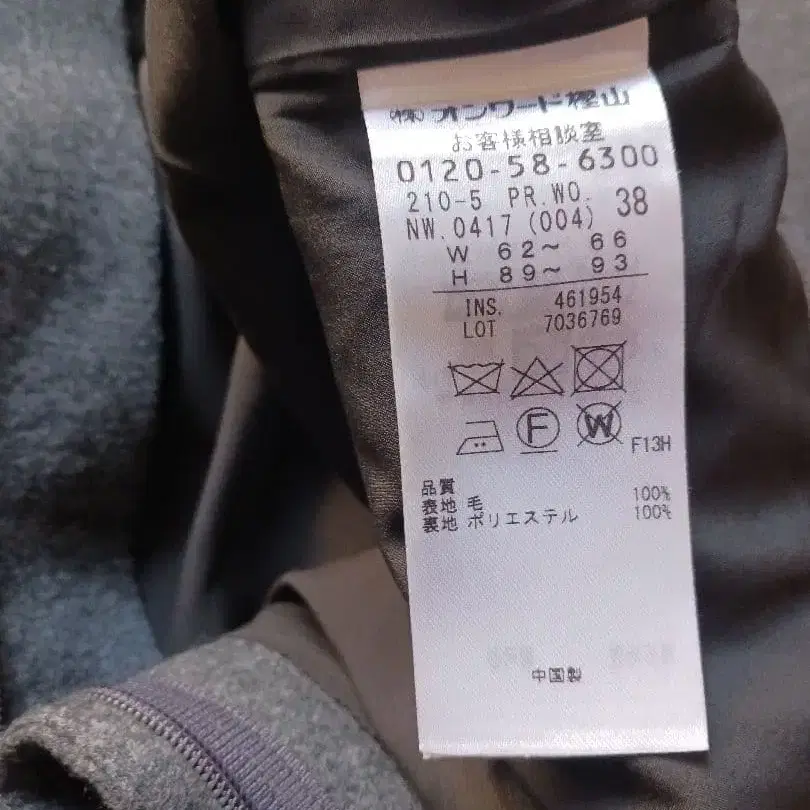 (株)オンワード樫山
お客様相談室
0120-58-6300
210-5 PR.WO.
NW.0417 (004) 38
W 62〜 66
H 89〜 93
INS. 461954
LOT 7036769
F
W
F13H
品質
表地 毛 100%
裏地 ポリエステル 100%
中国製